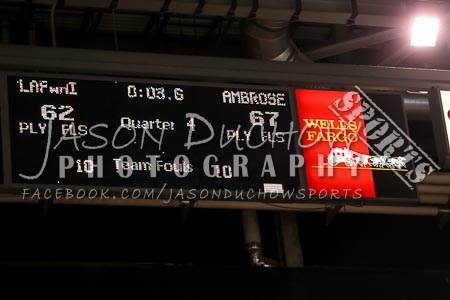 LAFwnI 0:03.6 AMBROSE
62 Quarter 4 67
PLY FLS PLY FLS
10 Team Fouls 10
WELLS
FARGO
JASON DUCHOW
PHOTOGRAPHY
SPORTS
FACEBOOK.COM/JASONDUCHOWSPORTS